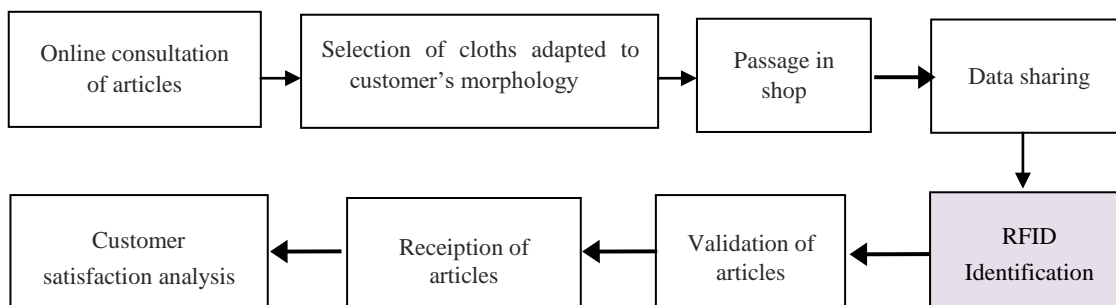 Online consultation
of articles
Selection of cloths adapted to
customer’s morphology
Passage in
shop
Data sharing
RFID
Identification
Validation of
articles
Receiption of
articles
Customer
satisfaction analysis